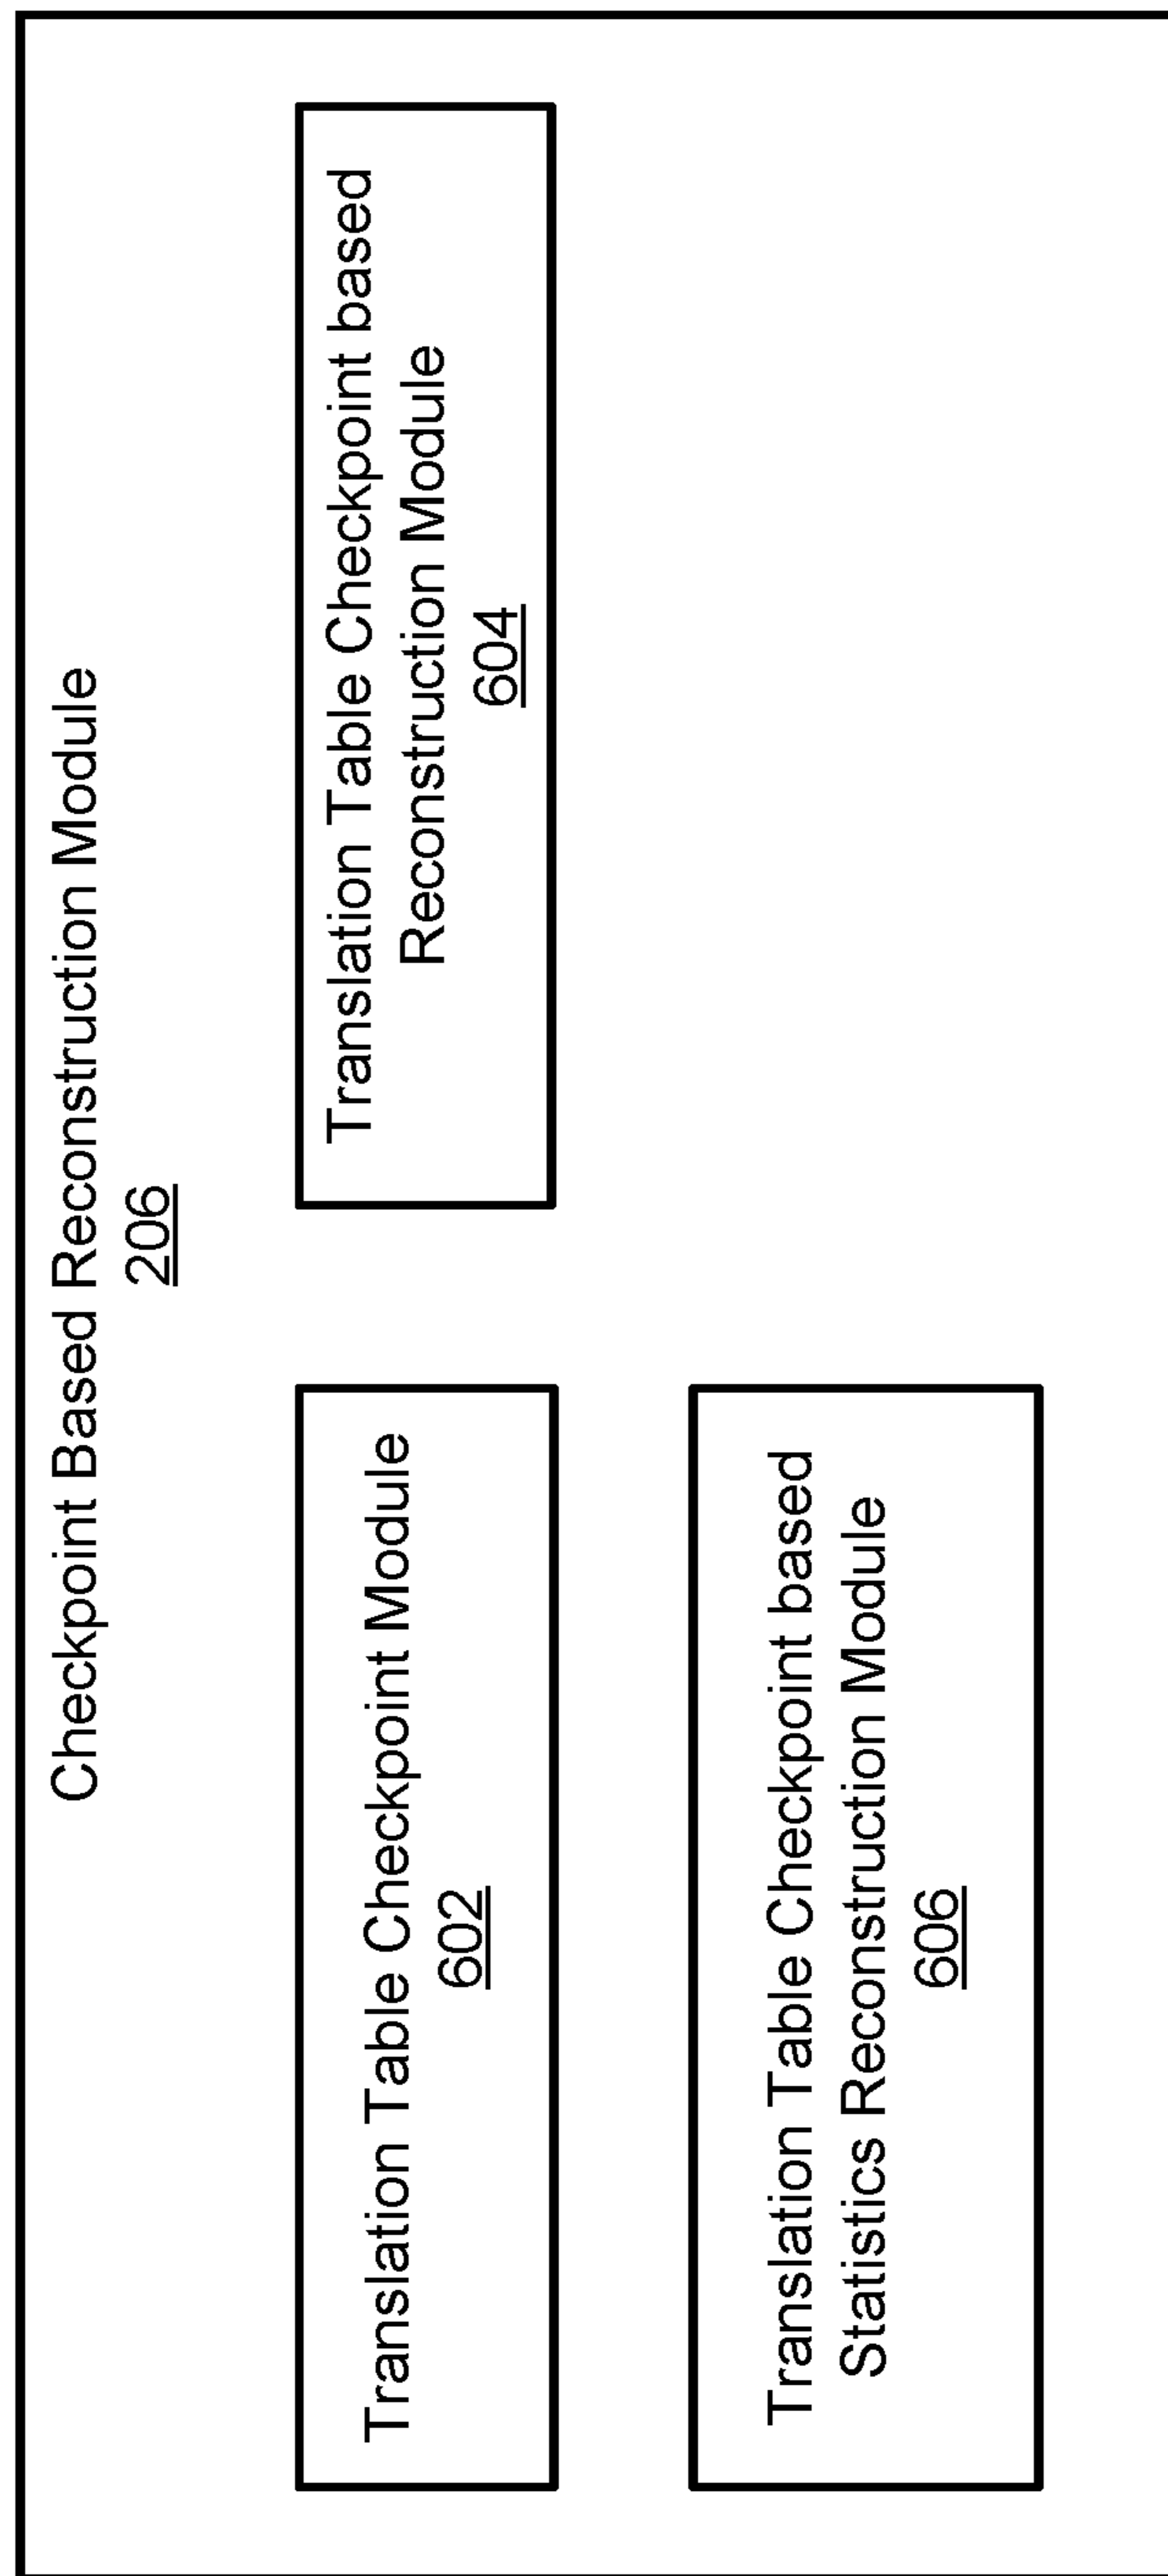 Checkpoint Based Reconstruction Module
206
Translation Table Checkpoint Module
602
Translation Table Checkpoint based
Reconstruction Module
604
Translation Table Checkpoint based
Statistics Reconstruction Module
606